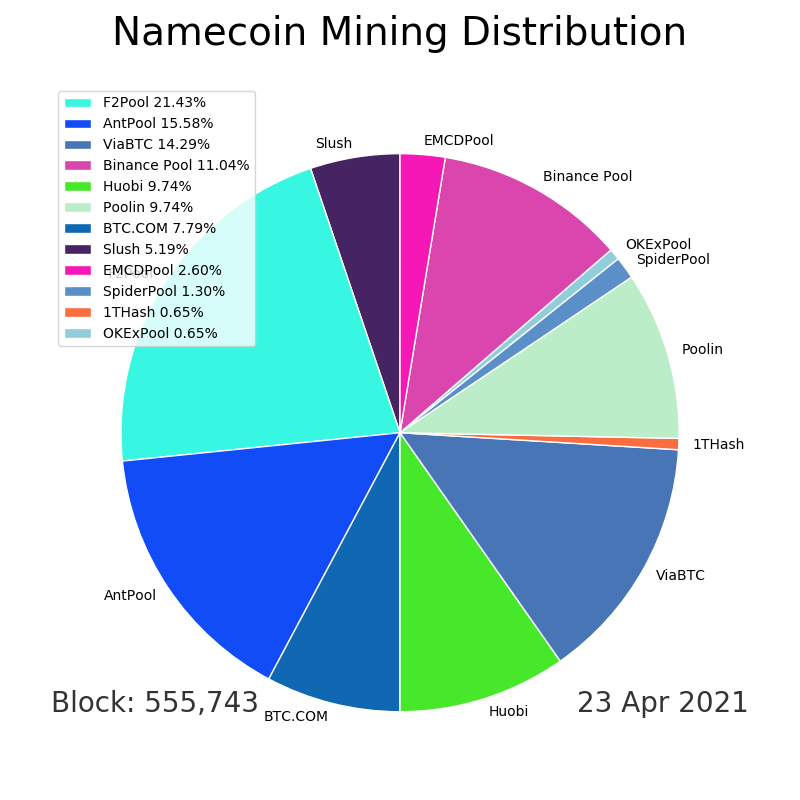 Namecoin Mining Distribution
F2Pool 21.43%
AntPool 15.58%
ViaBTC 14.29%
Binance Pool 11.04%
Huobi 9.74%
Poolin 9.74%
BTC.COM 7.79%
Slush 5.19%
EMCDPool 2.60%
SpiderPool 1.30%
1THash 0.65%
OKExPool 0.65%
Slush
EMCDPool
Binance Pool
OKExPool
SpiderPool
Poolin
1THash
ViaBTC
AntPool
Huobi
BTC.COM
Block: 555,743
23 Apr 2021